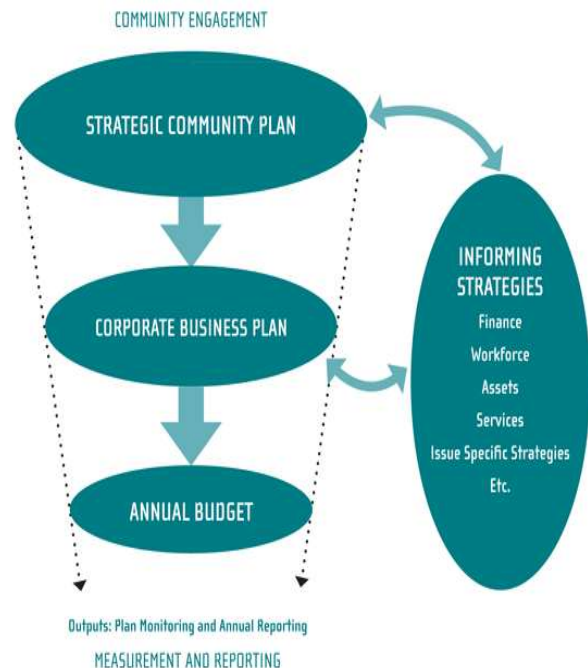 COMMUNITY ENGAGEMENT
STRATEGIC COMMUNITY PLAN
CORPORATE BUSINESS PLAN
ANNUAL BUDGET
INFORMING
STRATEGIES
Finance
Workforce
Assets
Services
Issue Specific Strategies
Etc.
Outputs: Plan Monitoring and Annual Reporting
MEASUREMENT AND REPORTING